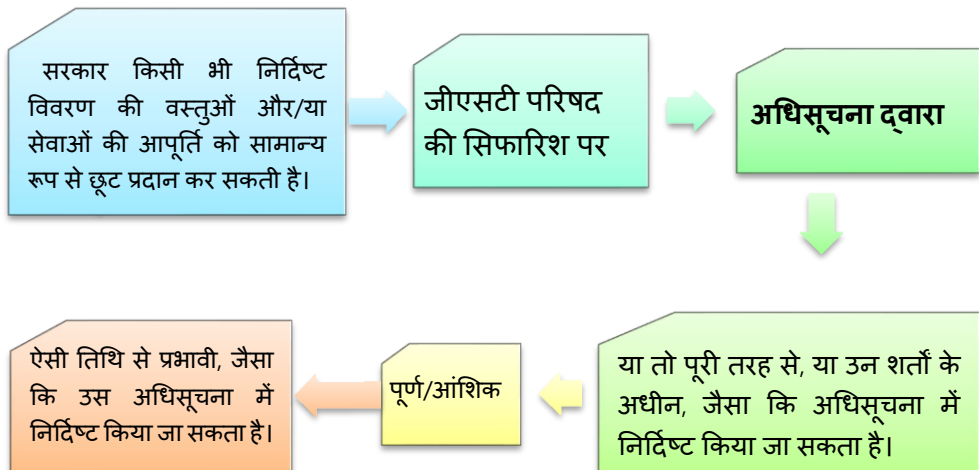 सरकार किसी भी निर्दिष्ट
विवरण की वस्तुओं और/या
सेवाओं की आपूर्ति को सामान्य
रूप से छूट प्रदान कर सकती है।
जीएसटी परिषद
की सिफारिश पर
अधिसूचना द्वारा
या तो पूरी तरह से, या उन शर्तों के
अधीन, जैसा कि अधिसूचना में
निर्दिष्ट किया जा सकता है।
पूर्ण/आंशिक
ऐसी तिथि से प्रभावी, जैसा
कि उस अधिसूचना में
निर्दिष्ट किया जा सकता है।